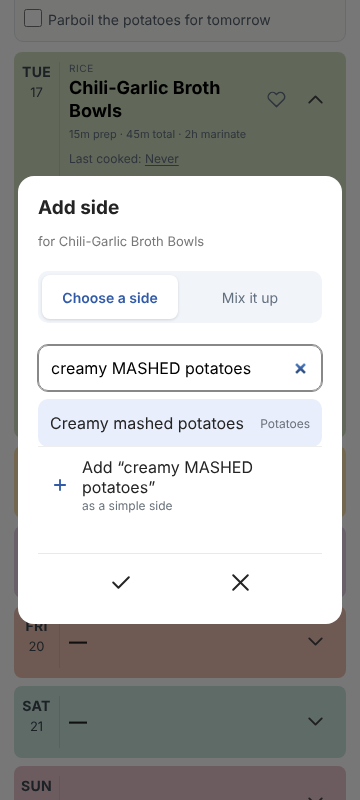 Parboil the potatoes for tomorrow
TUE
17
RICE
Chili-Garlic Broth
Bowls
15m prep · 45m total · 2h marinate
Last cooked: Never
Add side
for Chili-Garlic Broth Bowls
Choose a side
Mix it up
creamy MASHED potatoes
Creamy mashed potatoes
Potatoes
Add “creamy MASHED
potatoes”
as a simple side
FRI
20
SAT
21
SUN